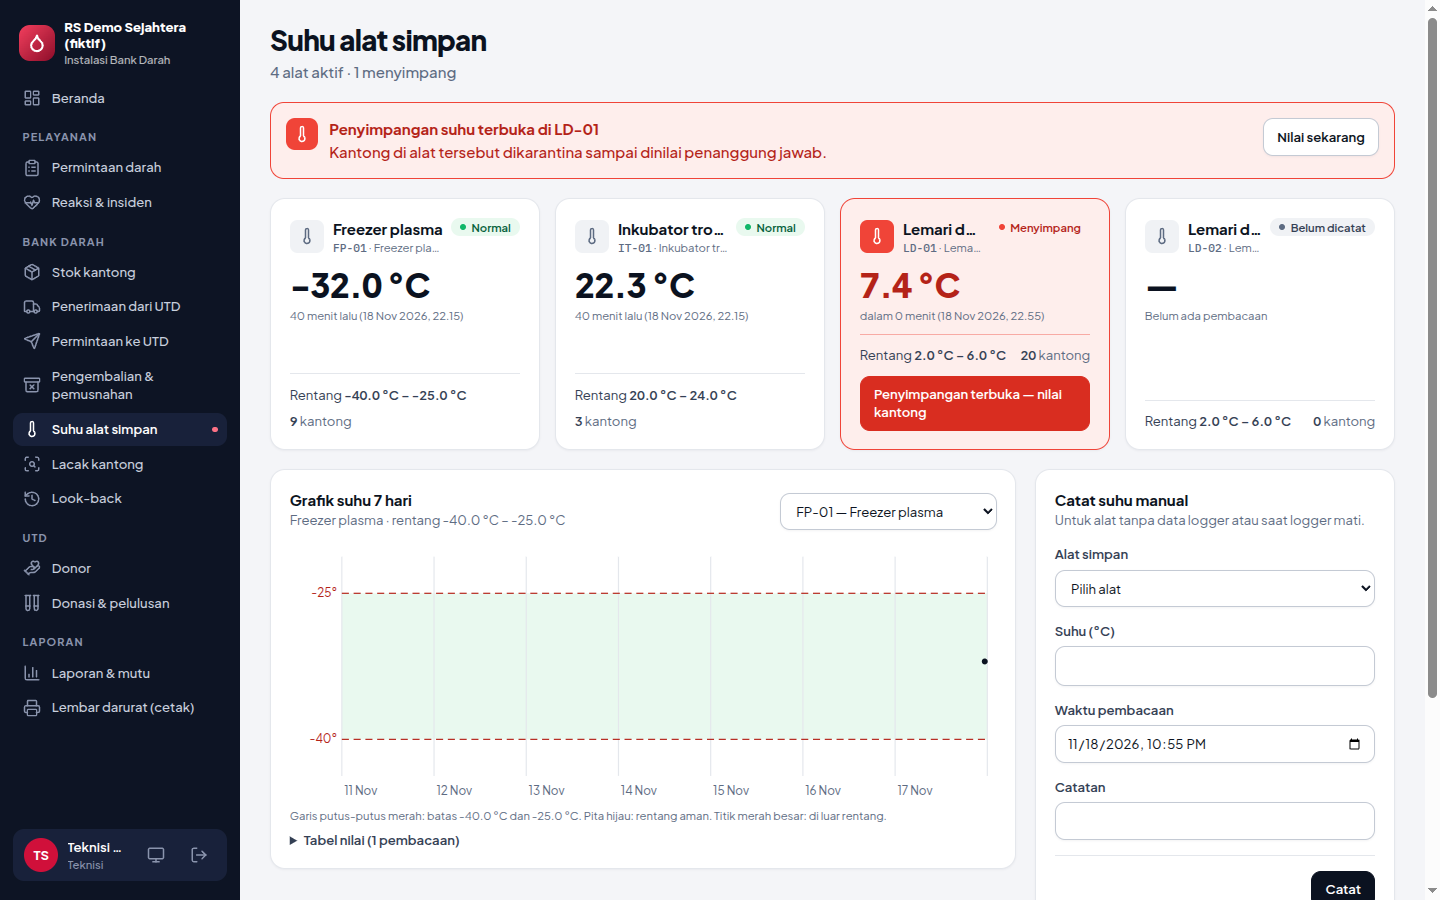 RS Demo Sejahtera
(fiktif)
Instalasi Bank Darah
Beranda
PELAYANAN
Permintaan darah
Reaksi & insiden
BANK DARAH
Stok kantong
Penerimaan dari UTD
Permintaan ke UTD
Pengembalian &
pemusnahan
Suhu alat simpan
Lacak kantong
Look-back
UTD
Donor
Donasi & pelulusan
LAPORAN
Laporan & mutu
Lembar darurat (cetak)
TS
Teknisi ...
Teknisi
Suhu alat simpan
4 alat aktif · 1 menyimpang
Penyimpangan suhu terbuka di LD-01
Kantong di alat tersebut dikarantina sampai dinilai penanggung jawab.
Nilai sekarang
Freezer plasma
Normal
FP-01 · Freezer pla...
-32.0 °C
40 menit lalu (18 Nov 2026, 22.15)
Rentang -40.0 °C – -25.0 °C
9 kantong
Inkubator tro...
Normal
IT-01 · Inkubator tr...
22.3 °C
40 menit lalu (18 Nov 2026, 22.15)
Rentang 20.0 °C – 24.0 °C
3 kantong
Lemari d...
Menyimpang
LD-01 · Lema...
7.4 °C
dalam 0 menit (18 Nov 2026, 22.55)
Rentang 2.0 °C – 6.0 °C 20 kantong
Penyimpangan terbuka — nilai
kantong
Lemari d...
Belum dicatat
LD-02 · Lem...
—
Belum ada pembacaan
Rentang 2.0 °C – 6.0 °C 0 kantong
Grafik suhu 7 hari
Freezer plasma · rentang -40.0 °C – -25.0 °C
FP-01 — Freezer plasma
-25°
-40°
11 Nov 12 Nov 13 Nov 14 Nov 15 Nov 16 Nov 17 Nov
Garis putus-putus merah: batas -40.0 °C dan -25.0 °C. Pita hijau: rentang aman. Titik merah besar: di luar rentang.
Tabel nilai (1 pembacaan)
Catat suhu manual
Untuk alat tanpa data logger atau saat logger mati.
Alat simpan
Pilih alat
Suhu (°C)
Waktu pembacaan
11/18/2026, 10:55 PM
Catatan
Catat